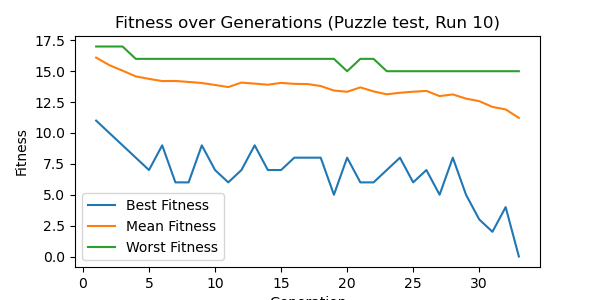 Fitness over Generations (Puzzle test, Run 10)
17.5
15.0
12.5
10.0
7.5
5.0
2.5
0.0
Fitness
Best Fitness
Mean Fitness
Worst Fitness
0 5 10 15 20 25 30
Generation